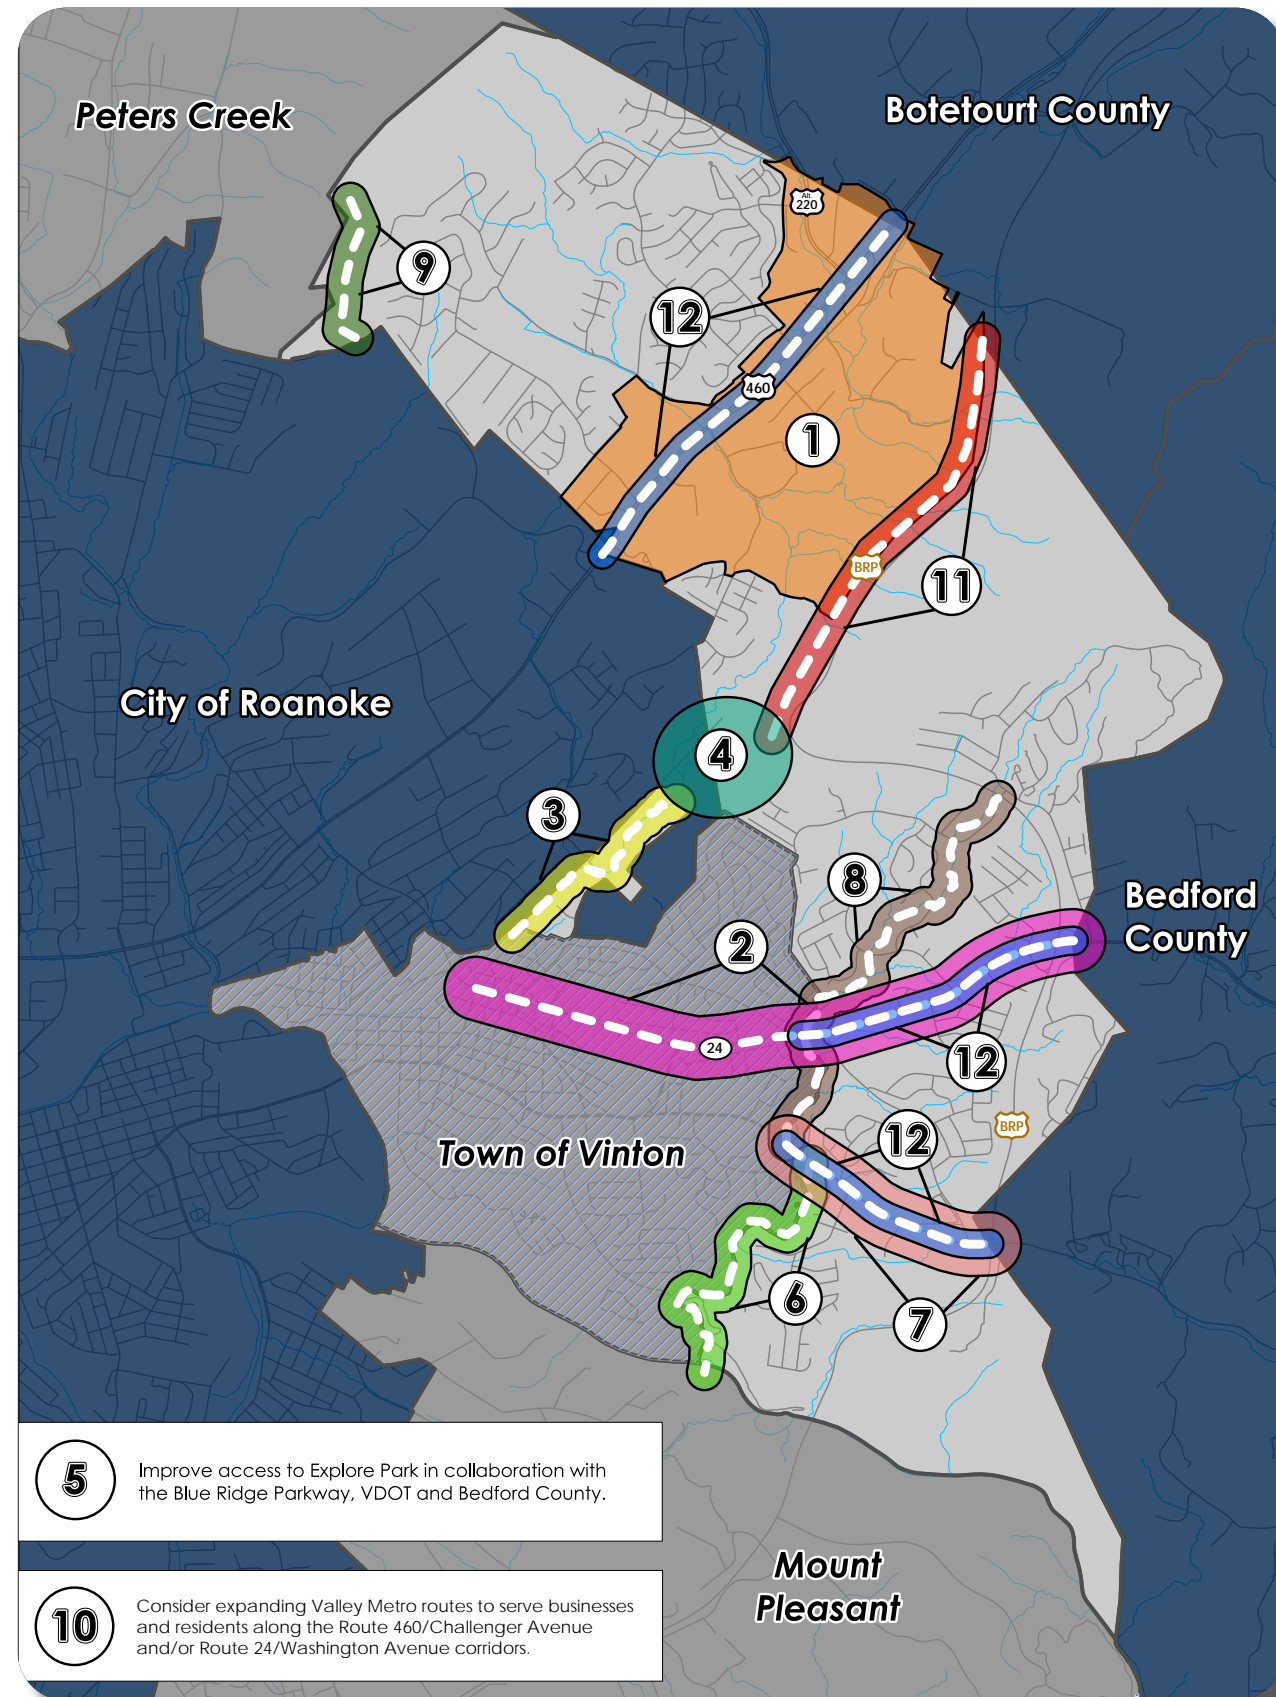 Peters Creek
Botetourt County
Alt.
220
9
12
460
1
BRP
11
City of Roanoke
4
3
8
Bedford
County
2
24
12
BRP
12
Town of Vinton
6
7
5
Improve access to Explore Park in collaboration with
the Blue Ridge Parkway, VDOT and Bedford County.
Mount
Pleasant
10
Consider expanding Valley Metro routes to serve businesses
and residents along the Route 460/Challenger Avenue
and/or Route 24/Washington Avenue corridors.